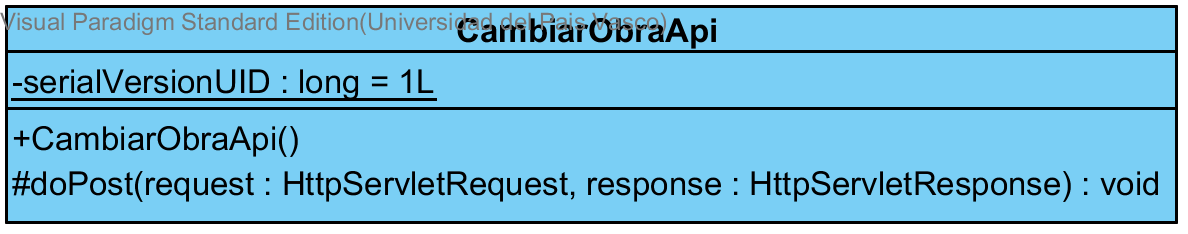 Visual Paradigm Standard Edition(Universidad del Pais Vasco)
CambiarObraApi
-serialVersionUID : long = 1L
+CambiarObraApi()
#doPost(request : HttpServletRequest, response : HttpServletResponse) : void